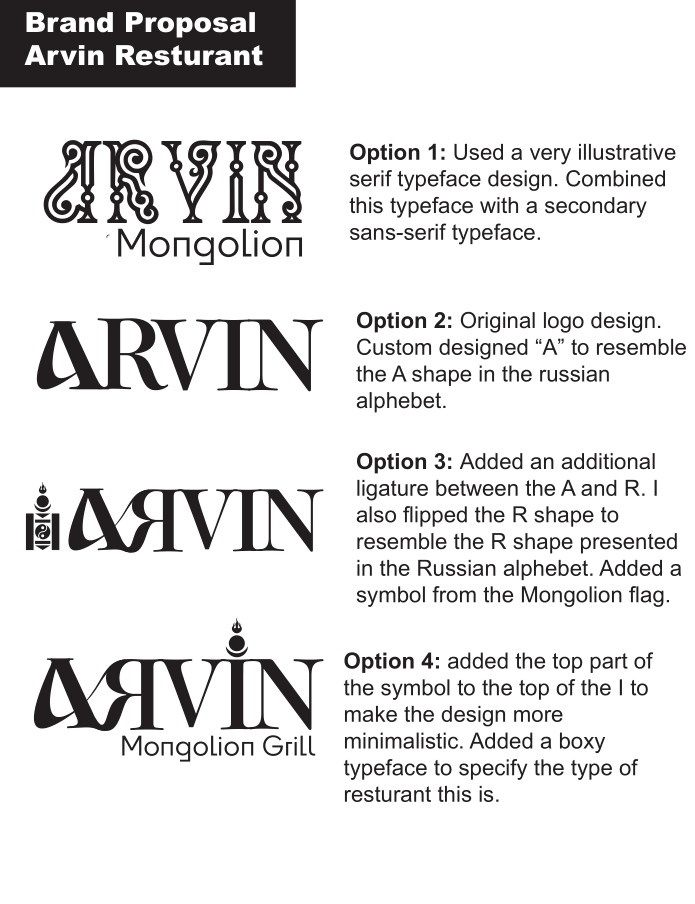 Brand Proposal
Arvin Resturant
ARVIN
Mongolion
Option 1: Used a very illustrative
serif typeface design. Combined
this typeface with a secondary
sans-serif typeface.
ARVIN
Option 2: Original logo design.
Custom designed “A” to resemble
the A shape in the russian
alphebet.
AЯVIN
Option 3: Added an additional
ligature between the A and R. I
also flipped the R shape to
resemble the R shape presented
in the Russian alphebet. Added a
symbol from the Mongolion flag.
AЯVIN
Mongolion Grill
Option 4: added the top part of
the symbol to the top of the I to
make the design more
minimalistic. Added a boxy
typeface to specify the type of
resturant this is.